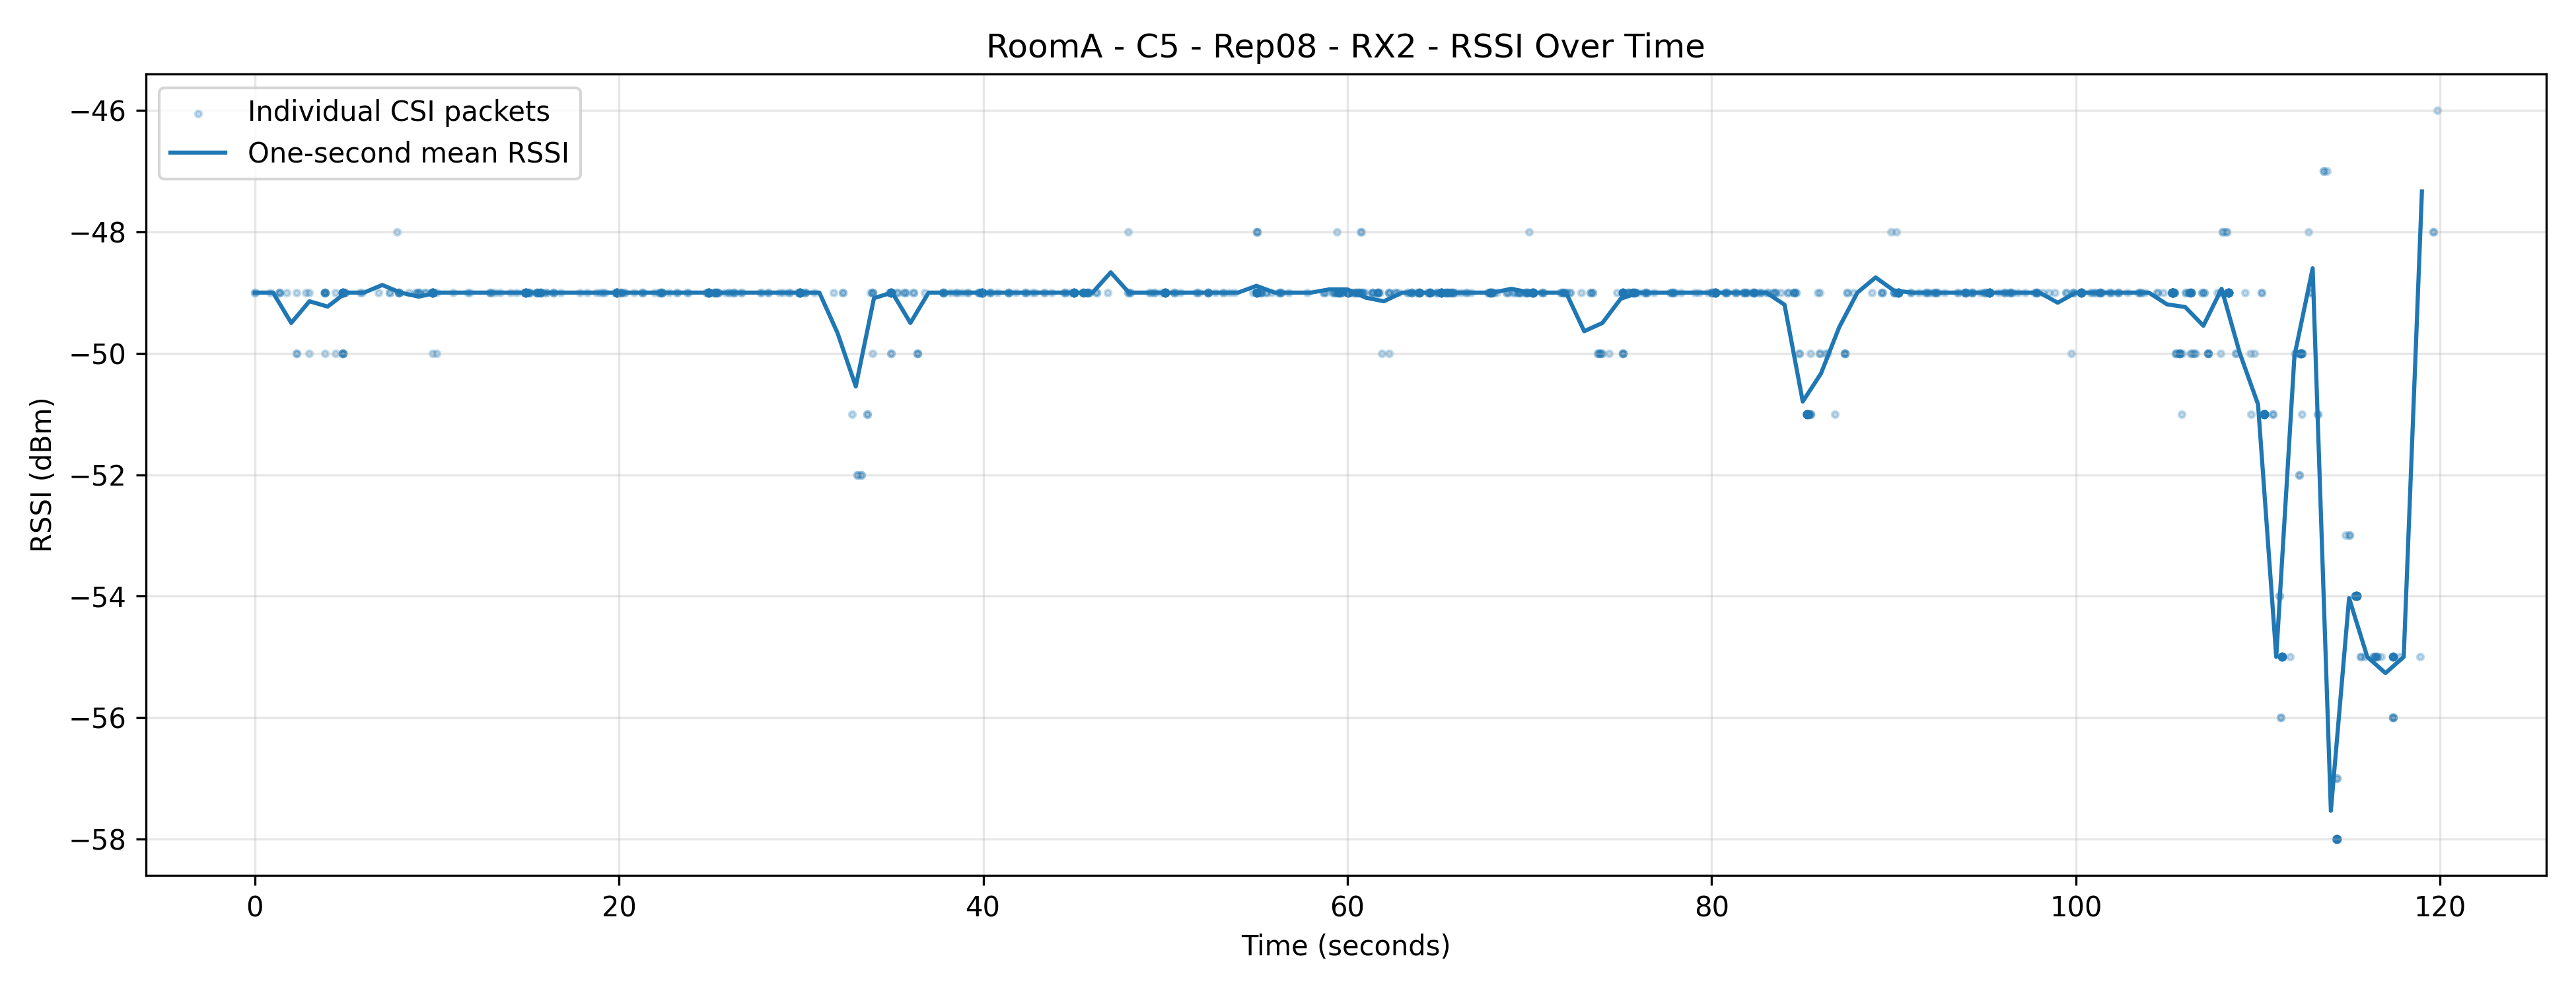 RoomA - C5 - Rep08 - RX2 - RSSI Over Time
Individual CSI packets
One-second mean RSSI
−46
−48
−50
−52
−54
−56
−58
RSSI (dBm)
0 20 40 60 80 100 120
Time (seconds)